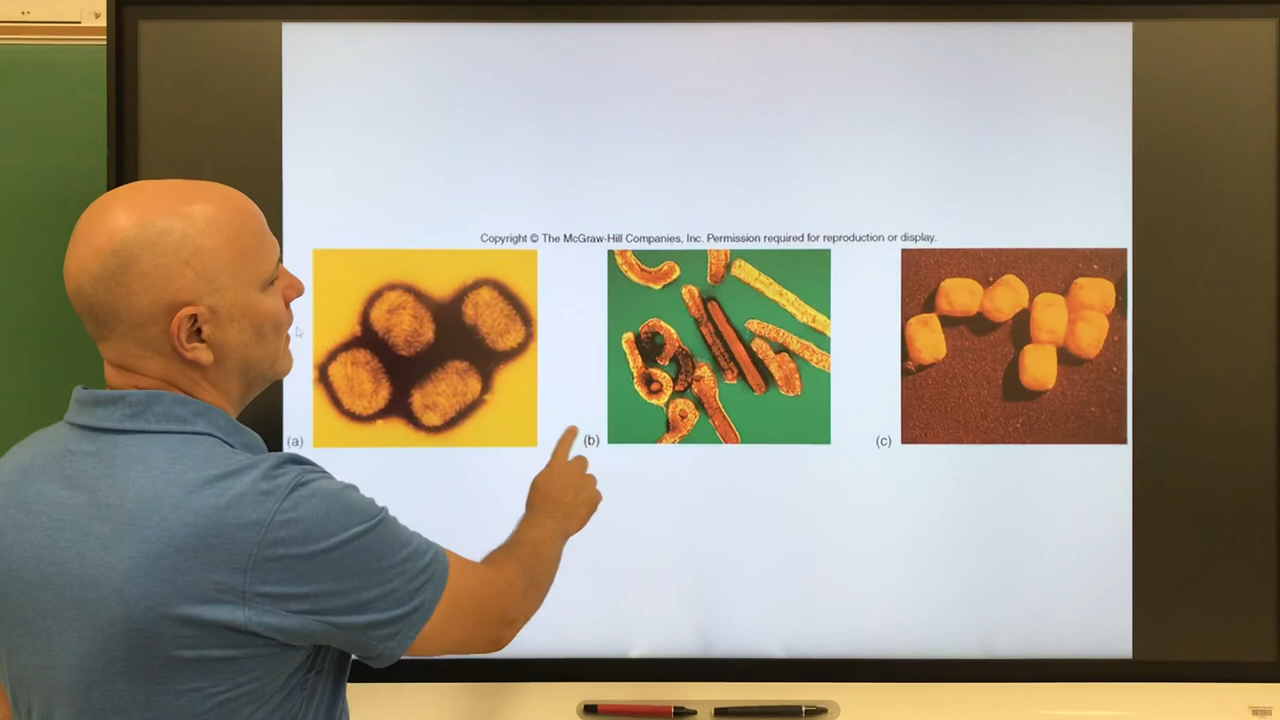 Copyright © The McGraw-Hill Companies, Inc. Permission required for reproduction or display.
(a)
(b)
(c)